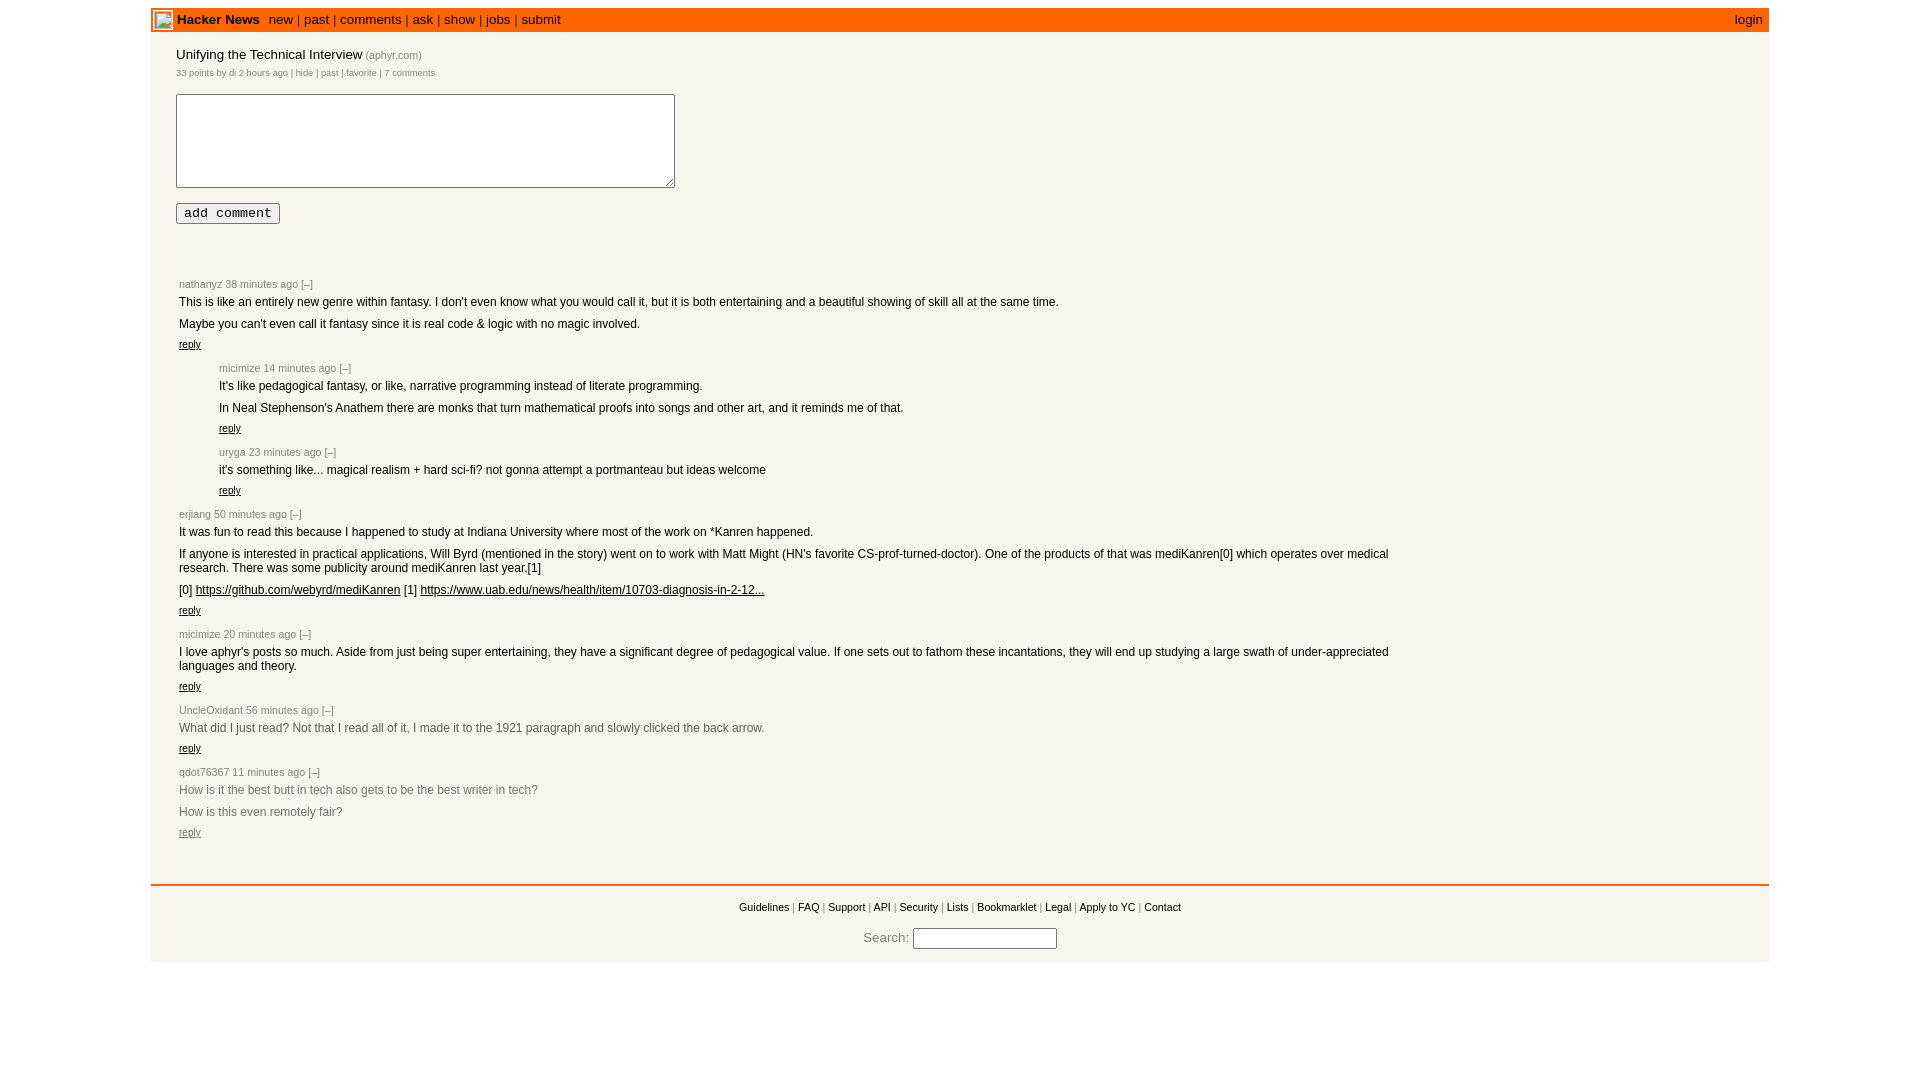 Hacker News new | past | comments | ask | show | jobs | submit login
Unifying the Technical Interview (aphyr.com)
33 points by di 2 hours ago | hide | past | favorite | 7 comments
add comment
nathanyz 38 minutes ago [–]
This is like an entirely new genre within fantasy. I don't even know what you would call it, but it is both entertaining and a beautiful showing of skill all at the same time.
Maybe you can't even call it fantasy since it is real code & logic with no magic involved.
reply
micimize 14 minutes ago [–]
It's like pedagogical fantasy, or like, narrative programming instead of literate programming.
In Neal Stephenson's Anathem there are monks that turn mathematical proofs into songs and other art, and it reminds me of that.
reply
uryga 23 minutes ago [–]
it's something like... magical realism + hard sci-fi? not gonna attempt a portmanteau but ideas welcome
reply
erjiang 50 minutes ago [–]
It was fun to read this because I happened to study at Indiana University where most of the work on *Kanren happened.
If anyone is interested in practical applications, Will Byrd (mentioned in the story) went on to work with Matt Might (HN's favorite CS-prof-turned-doctor). One of the products of that was mediKanren[0] which operates over medical
research. There was some publicity around mediKanren last year.[1]
[0] https://github.com/webyrd/mediKanren [1] https://www.uab.edu/news/health/item/10703-diagnosis-in-2-12...
reply
micimize 20 minutes ago [–]
I love aphyr's posts so much. Aside from just being super entertaining, they have a significant degree of pedagogical value. If one sets out to fathom these incantations, they will end up studying a large swath of under-appreciated
languages and theory.
reply
UncleOxidant 56 minutes ago [–]
What did I just read? Not that I read all of it, I made it to the 1921 paragraph and slowly clicked the back arrow.
reply
qdot76367 11 minutes ago [–]
How is it the best butt in tech also gets to be the best writer in tech?
How is this even remotely fair?
reply
Guidelines | FAQ | Support | API | Security | Lists | Bookmarklet | Legal | Apply to YC | Contact
Search: